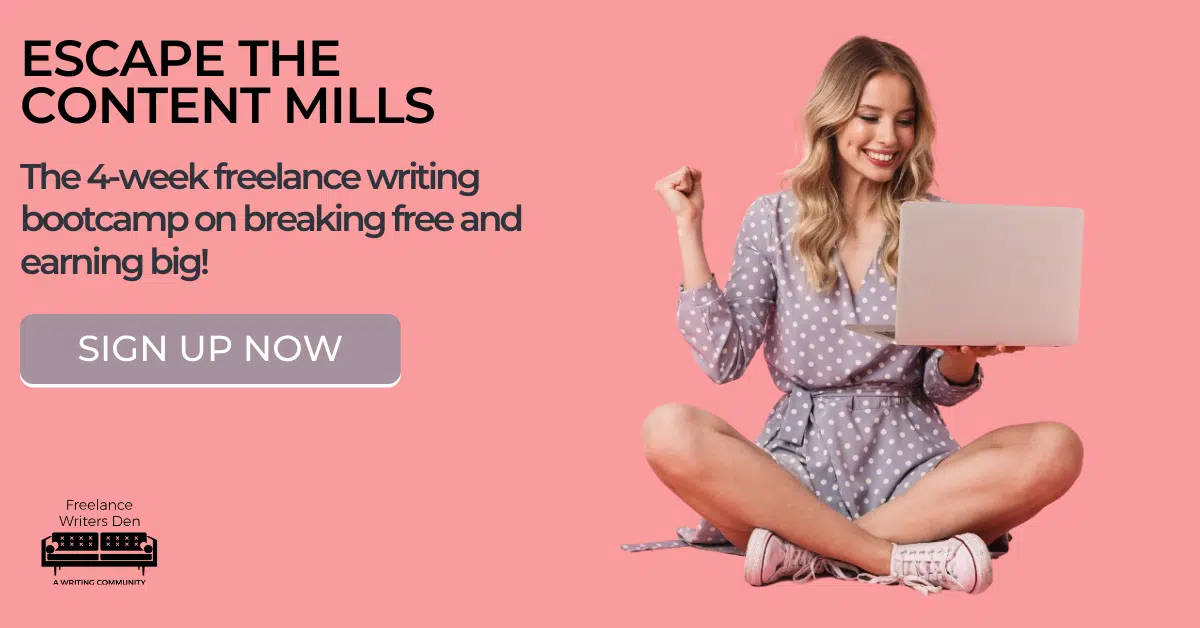 ESCAPE THE
CONTENT MILLS
The 4-week freelance writing
bootcamp on breaking free and
earning big!
SIGN UP NOW
Freelance
Writers Den
A WRITING COMMUNITY